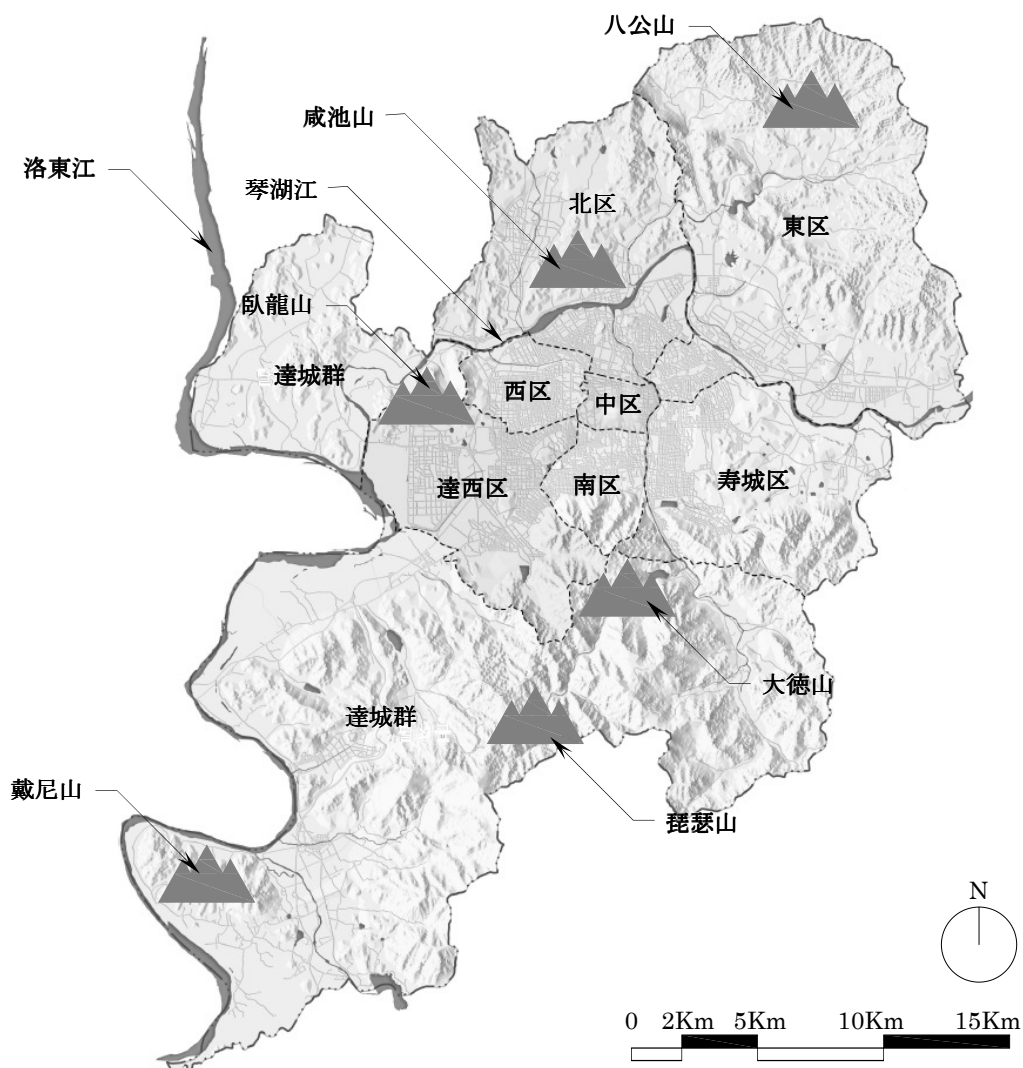 八公山
咸池山
洛東江
琴湖江
北区
東区
臥龍山
達城群
西区
中区
達西区
南区
寿城区
大徳山
達城群
戴尼山
琵瑟山
N
0 2Km 5Km 10Km 15Km